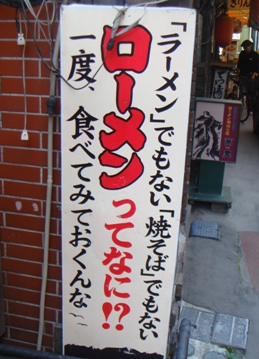 「ラーメン」でもない「焼そば」でもない
ローメンってなに!?
一度、食べてみておくんな